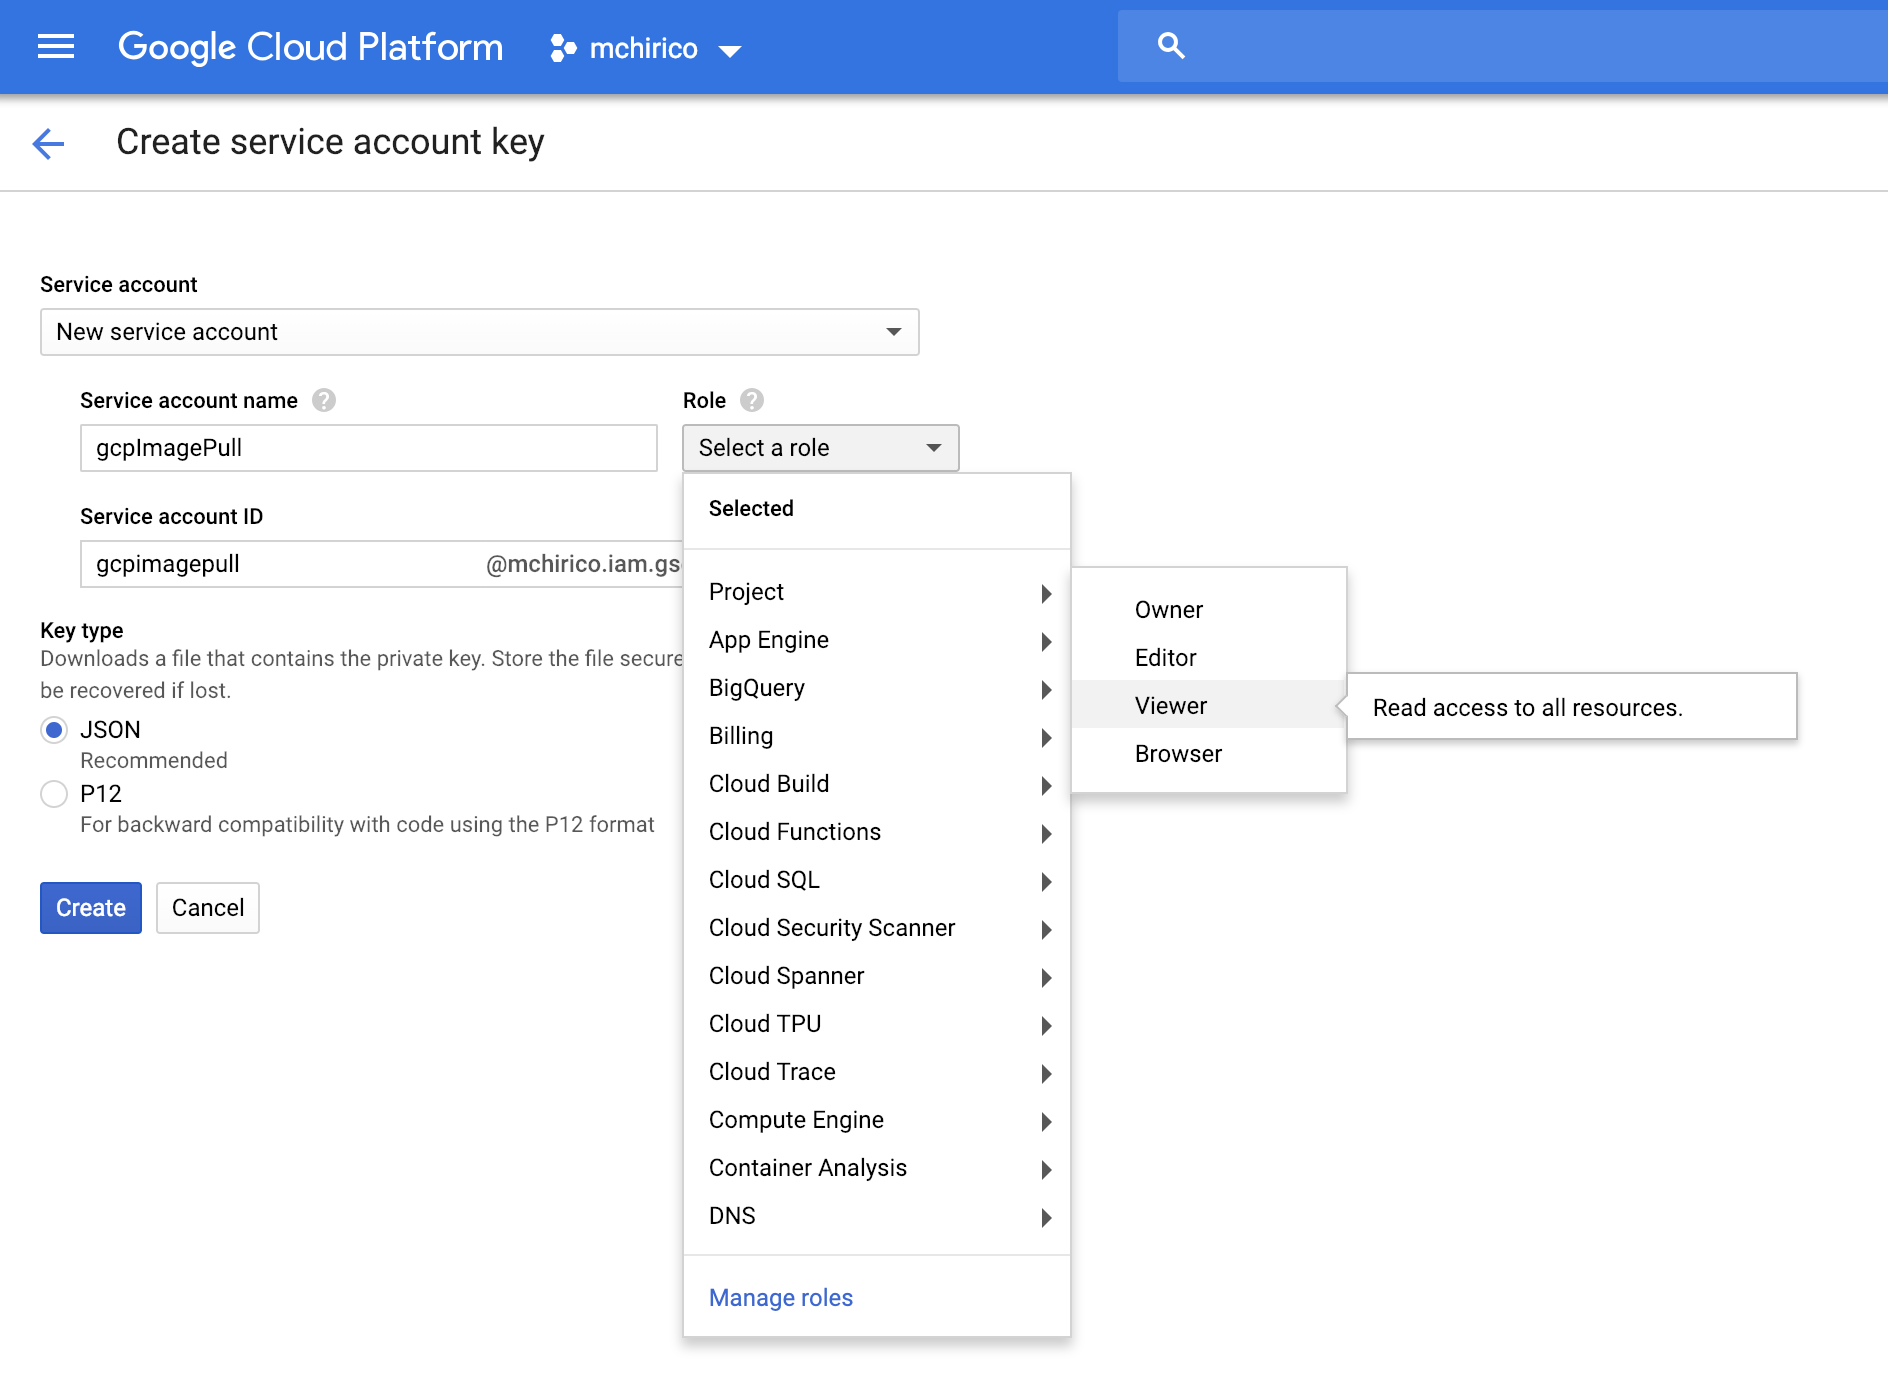 Google Cloud Platform
mchirico
Create service account key
Service account
New service account
Service account name ?
Role ?
gcpImagePull
Select a role
Selected
Service account ID
gcpimagepull
@mchirico.iam.gs
Project
App Engine
BigQuery
Billing
Cloud Build
Cloud Functions
Cloud SQL
Cloud Security Scanner
Cloud Spanner
Cloud TPU
Cloud Trace
Compute Engine
Container Analysis
DNS
Manage roles
Owner
Editor
Viewer
Browser
Read access to all resources.
Key type
Downloads a file that contains the private key. Store the file secure
be recovered if lost.
JSON
Recommended
P12
For backward compatibility with code using the P12 format
Create
Cancel